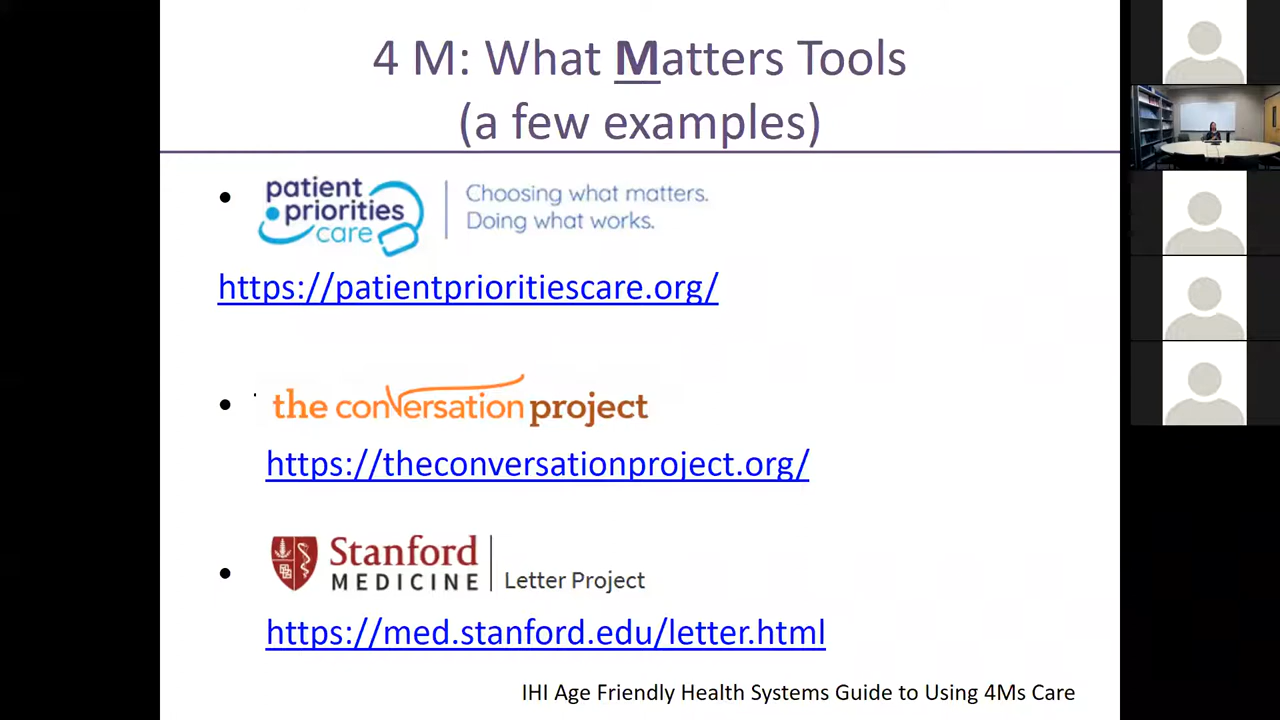 4 M: What Matters Tools
(a few examples)
• patient priorities care | Choosing what matters. Doing what works.
https://patientprioritiescare.org/
• the conversation project
https://theconversationproject.org/
• Stanford MEDICINE | Letter Project
https://med.stanford.edu/letter.html
IHI Age Friendly Health Systems Guide to Using 4Ms Care